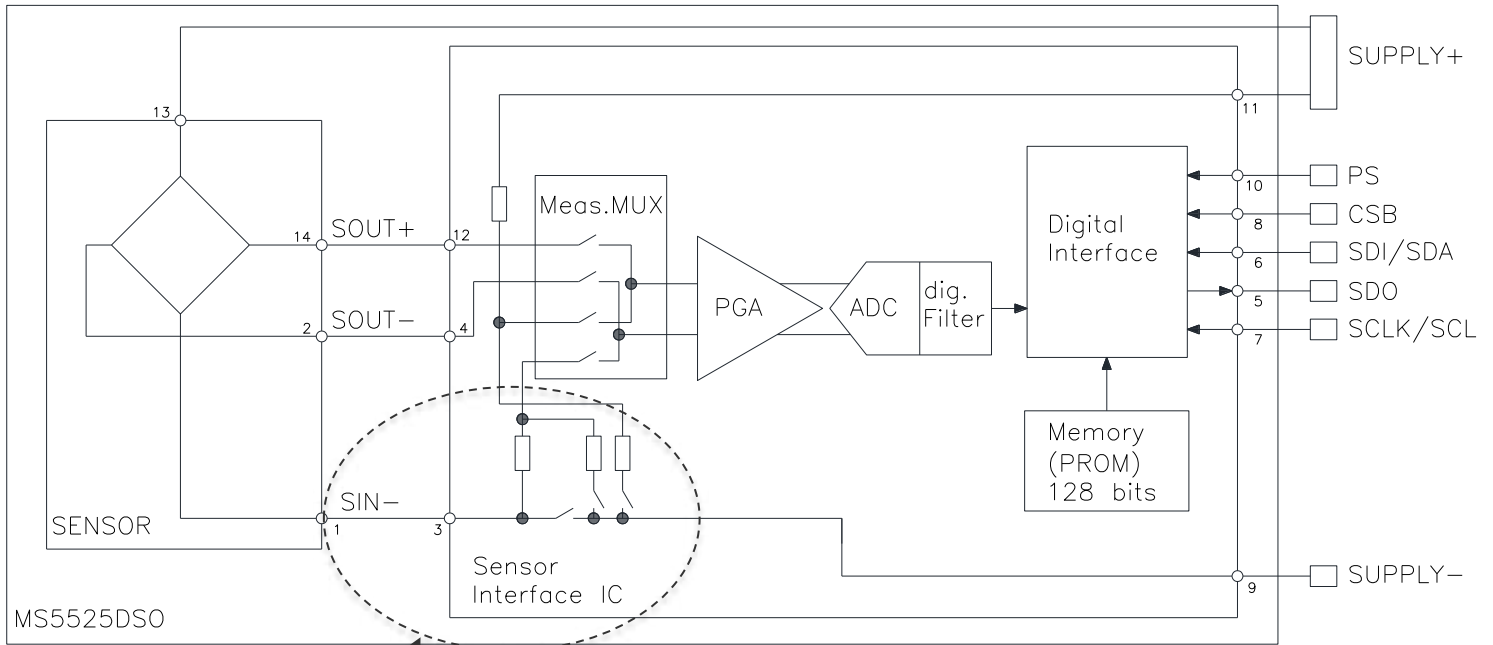 SUPPLY+
13
11
PS
10
Meas.MUX
CSB
8
SOUT+
14
12
Digital
Interface
SDI/SDA
6
SDO
5
dig.
Filter
PGA
ADC
SOUT-
2
4
SCLK/SCL
7
Memory
(PROM)
128 bits
SIN-
SENSOR
1
3
Sensor
Interface IC
SUPPLY-
9
MS5525DSO